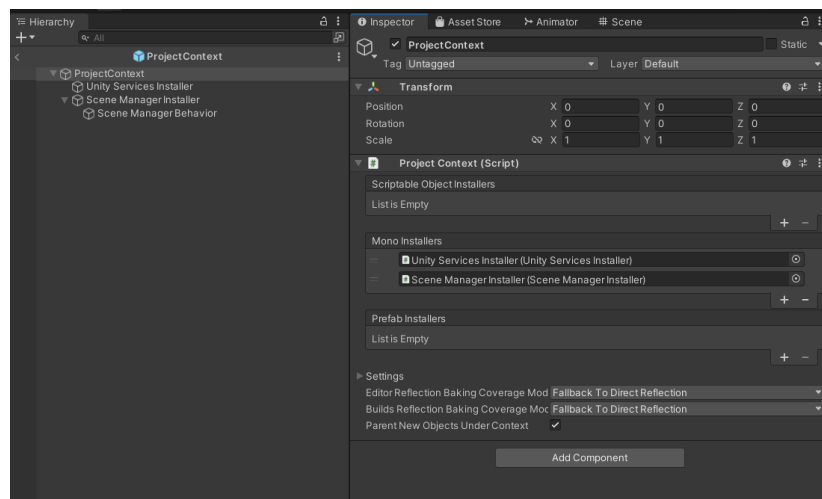 Hierarchy
All
ProjectContext
ProjectContext
Unity Services Installer
Scene Manager Installer
Scene Manager Behavior
Inspector Asset Store Animator Scene
ProjectContext Static
Tag Untagged Layer Default
Transform
Position X 0 Y 0 Z 0
Rotation X 0 Y 0 Z 0
Scale X 1 Y 1 Z 1
# Project Context (Script)
Scriptable Object Installers
List is Empty
+ -
Mono Installers
Unity Services Installer (Unity Services Installer)
Scene Manager Installer (Scene Manager Installer)
+ -
Prefab Installers
List is Empty
+ -
Settings
Editor Reflection Baking Coverage Mod Fallback To Direct Reflection
Builds Reflection Baking Coverage Moc Fallback To Direct Reflection
Parent New Objects Under Context
Add Component